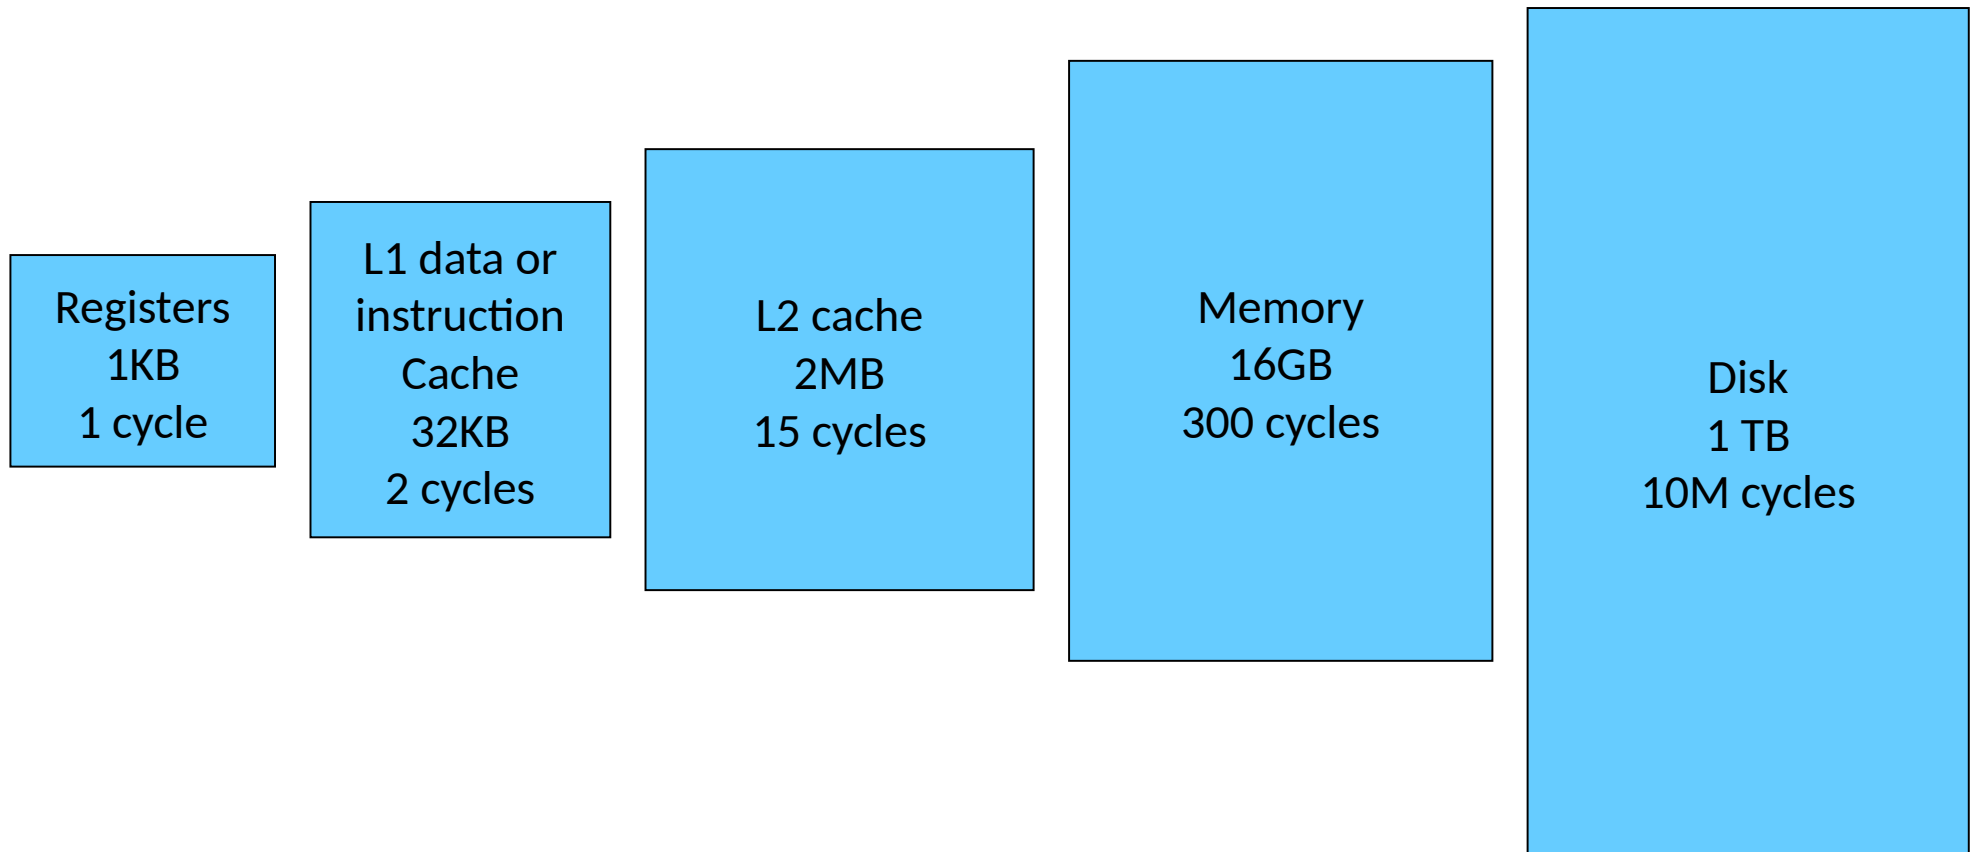 Registers
1KB
1 cycle
L1 data or
instruction
Cache
32KB
2 cycles
L2 cache
2MB
15 cycles
Memory
16GB
300 cycles
Disk
1 TB
10M cycles